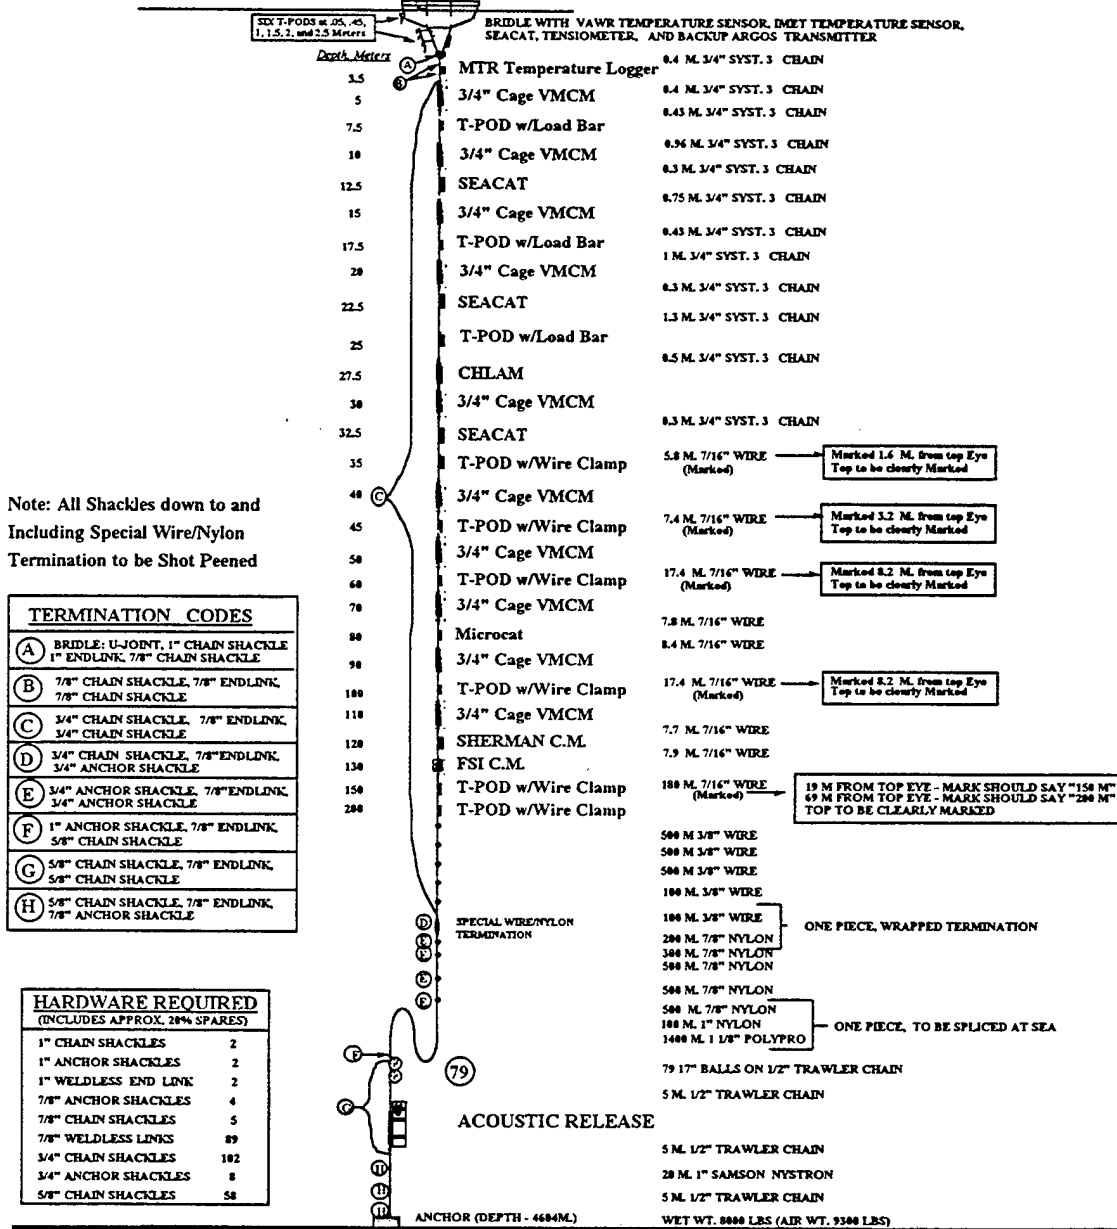 SIX T-PODS at .05, .45,
1, 1.5, 2, and 2.5 Meters
BRIDLE WITH VAWR TEMPERATURE SENSOR, IMET TEMPERATURE SENSOR,
SEACAT, TENSIOMETER, AND BACKUP ARGOS TRANSMITTER
Depth, Meters
A
B
0.4 M. 3/4" SYST. 3 CHAIN
3.5 MTR Temperature Logger
0.4 M. 3/4" SYST. 3 CHAIN
5 3/4" Cage VMCM
0.43 M. 3/4" SYST. 3 CHAIN
7.5 T-POD w/Load Bar
0.96 M. 3/4" SYST. 3 CHAIN
10 3/4" Cage VMCM
0.3 M. 3/4" SYST. 3 CHAIN
12.5 SEACAT
0.75 M. 3/4" SYST. 3 CHAIN
15 3/4" Cage VMCM
0.43 M. 3/4" SYST. 3 CHAIN
17.5 T-POD w/Load Bar
1 M. 3/4" SYST. 3 CHAIN
20 3/4" Cage VMCM
0.3 M. 3/4" SYST. 3 CHAIN
22.5 SEACAT
1.3 M. 3/4" SYST. 3 CHAIN
25 T-POD w/Load Bar
0.5 M. 3/4" SYST. 3 CHAIN
27.5 CHLAM
30 3/4" Cage VMCM
0.3 M. 3/4" SYST. 3 CHAIN
32.5 SEACAT
35 T-POD w/Wire Clamp 5.8 M. 7/16" WIRE
(Marked)
Marked 1.6 M. from top Eye
Top to be clearly Marked
40 C 3/4" Cage VMCM
45 T-POD w/Wire Clamp 7.4 M. 7/16" WIRE
(Marked)
Marked 3.2 M. from top Eye
Top to be clearly Marked
50 3/4" Cage VMCM
60 T-POD w/Wire Clamp 17.4 M. 7/16" WIRE
(Marked)
Marked 8.2 M. from top Eye
Top to be clearly Marked
70 3/4" Cage VMCM
7.8 M. 7/16" WIRE
80 Microcat
8.4 M. 7/16" WIRE
90 3/4" Cage VMCM
100 T-POD w/Wire Clamp 17.4 M. 7/16" WIRE
(Marked)
Marked 8.2 M. from top Eye
Top to be clearly Marked
110 3/4" Cage VMCM
7.7 M. 7/16" WIRE
120 SHERMAN C.M.
7.9 M. 7/16" WIRE
130 FSI C.M.
150 T-POD w/Wire Clamp 180 M. 7/16" WIRE
(Marked)
19 M FROM TOP EYE - MARK SHOULD SAY "150 M"
69 M FROM TOP EYE - MARK SHOULD SAY "200 M"
TOP TO BE CLEARLY MARKED
200 T-POD w/Wire Clamp
500 M 3/8" WIRE
500 M. 3/8" WIRE
500 M 3/8" WIRE
100 M. 3/8" WIRE
D SPECIAL WIRE/NYLON
TERMINATION
100 M. 3/8" WIRE
200 M. 7/8" NYLON
ONE PIECE, WRAPPED TERMINATION
E
300 M. 7/8" NYLON
E
500 M. 7/8" NYLON
E
500 M. 7/8" NYLON
E
500 M. 7/8" NYLON
100 M. 1" NYLON
1400 M. 1 1/8" POLYPRO
ONE PIECE, TO BE SPLICED AT SEA
F
79
79 17" BALLS ON 1/2" TRAWLER CHAIN
5 M. 1/2" TRAWLER CHAIN
G
ACOUSTIC RELEASE
5 M. 1/2" TRAWLER CHAIN
H
20 M. 1" SAMSON NYSTRON
H
5 M. 1/2" TRAWLER CHAIN
H
ANCHOR (DEPTH - 4604M.)
WET WT. 8000 LBS (AIR WT. 9300 LBS)
Note: All Shackles down to and
Including Special Wire/Nylon
Termination to be Shot Peened
TERMINATION CODES
A BRIDLE: U-JOINT, 1" CHAIN SHACKLE
1" ENDLINK, 7/8" CHAIN SHACKLE
B 7/8" CHAIN SHACKLE, 7/8" ENDLINK,
7/8" CHAIN SHACKLE
C 3/4" CHAIN SHACKLE, 7/8" ENDLINK,
3/4" CHAIN SHACKLE
D 3/4" CHAIN SHACKLE, 7/8"ENDLINK,
3/4" ANCHOR SHACKLE
E 3/4" ANCHOR SHACKLE, 7/8"ENDLINK,
3/4" ANCHOR SHACKLE
F 1" ANCHOR SHACKLE, 7/8" ENDLINK,
5/8" CHAIN SHACKLE
G 5/8" CHAIN SHACKLE, 7/8" ENDLINK,
5/8" CHAIN SHACKLE
H 5/8" CHAIN SHACKLE, 7/8" ENDLINK,
7/8" ANCHOR SHACKLE
HARDWARE REQUIRED
(INCLUDES APPROX. 20% SPARES)
1" CHAIN SHACKLES 2
1" ANCHOR SHACKLES 2
1" WELDLESS END LINK 2
7/8" ANCHOR SHACKLES 4
7/8" CHAIN SHACKLES 5
7/8" WELDLESS LINKS 89
3/4" CHAIN SHACKLES 102
3/4" ANCHOR SHACKLES 8
5/8" CHAIN SHACKLES 58